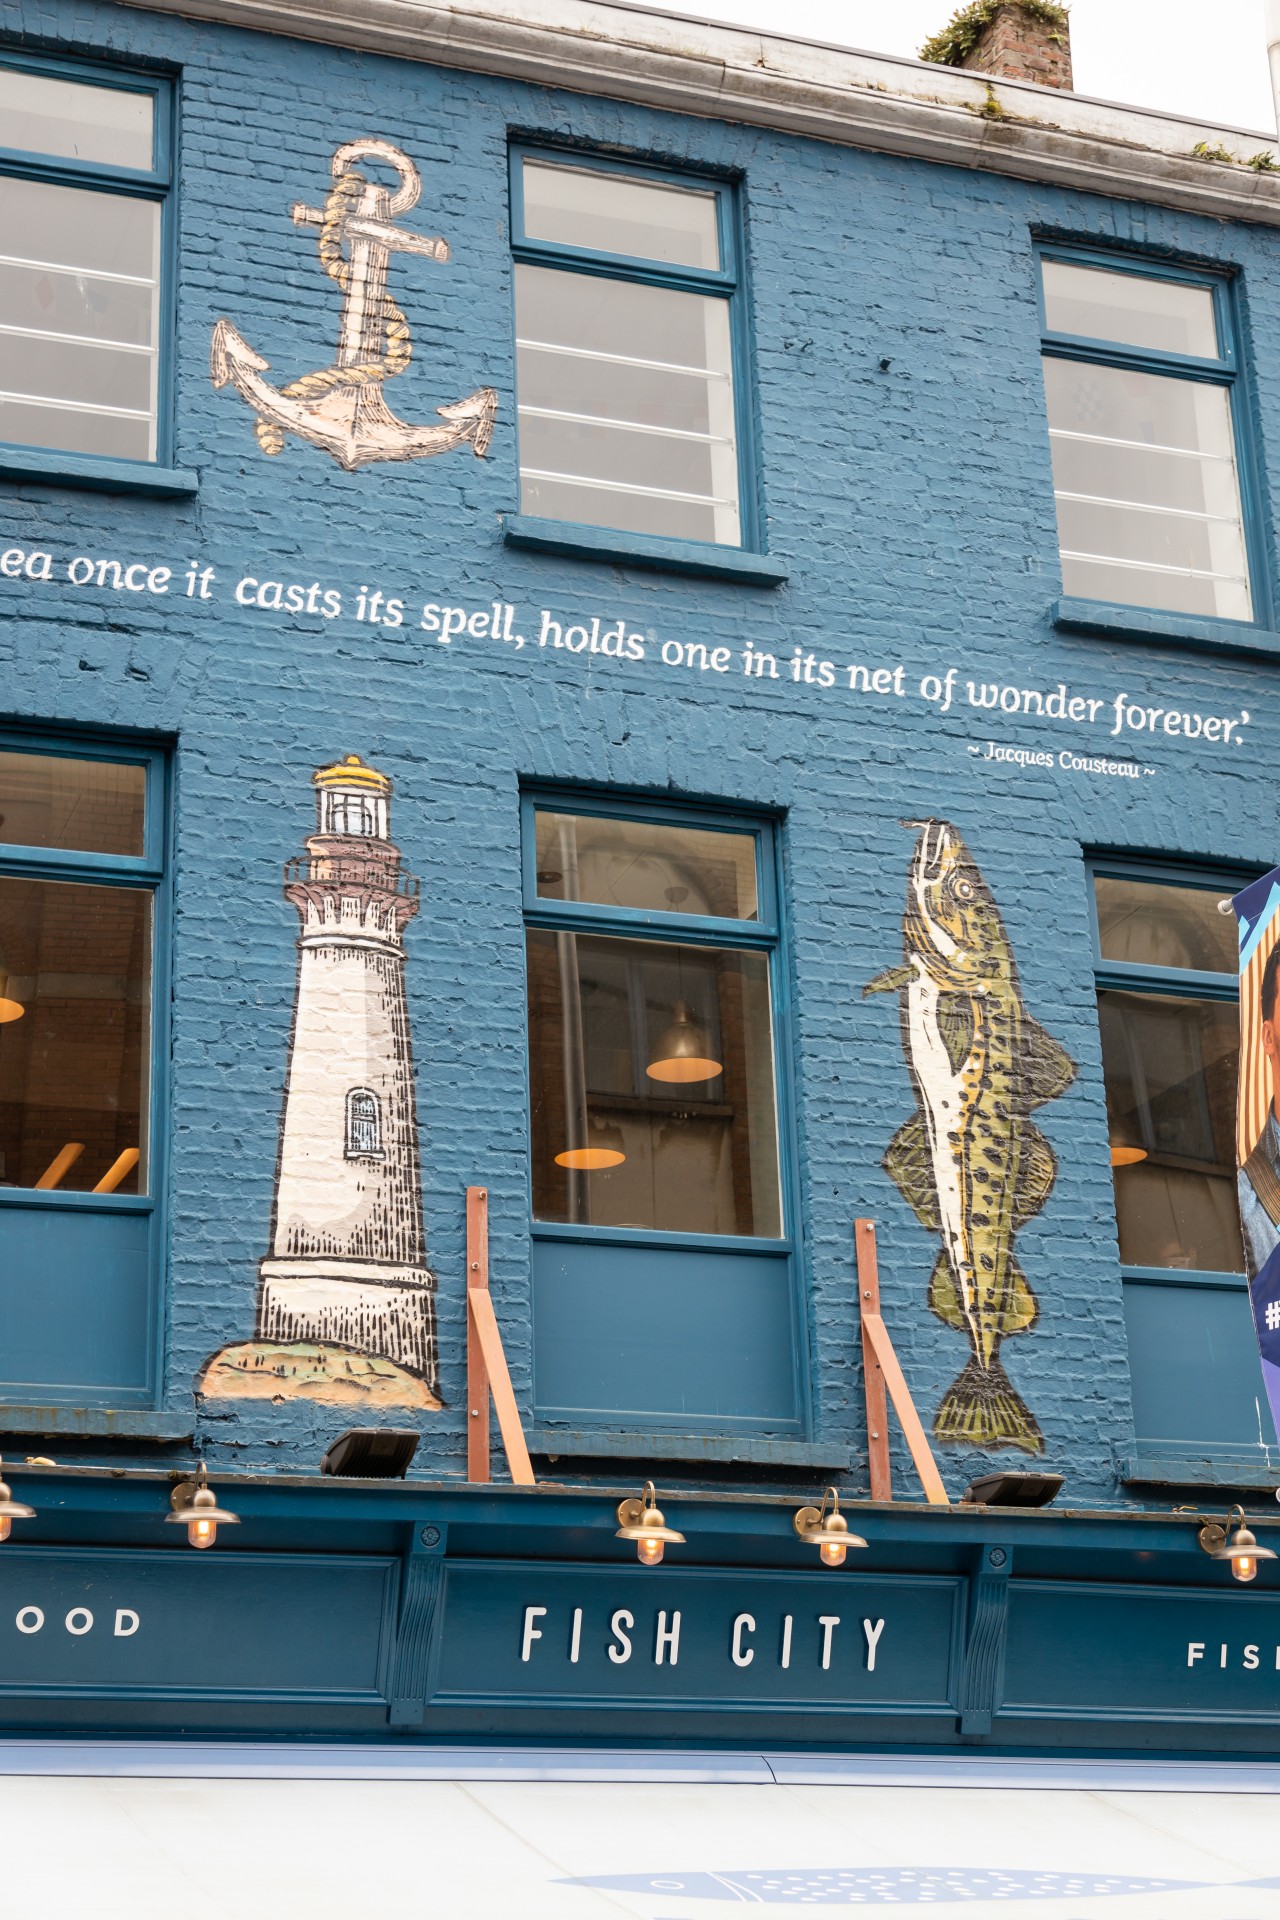 ea once it casts its spell, holds one in its net of wonder forever.'
~ Jacques Cousteau ~
#
OOD
FISH CITY
FIS